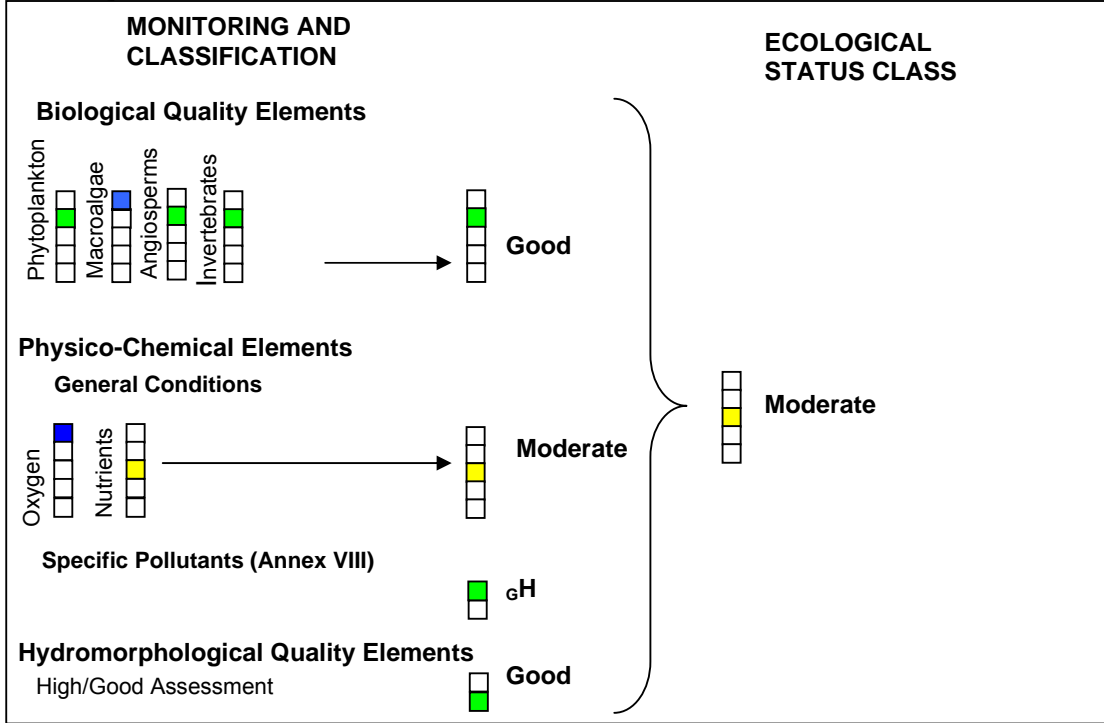 MONITORING AND
CLASSIFICATION
ECOLOGICAL
STATUS CLASS
Biological Quality Elements
Phytoplankton
Macroalgae
Angiosperms
Invertebrates
Good
Physico-Chemical Elements
General Conditions
Oxygen
Nutrients
Moderate
Moderate
Specific Pollutants (Annex VIII)
GH
Hydromorphological Quality Elements
High/Good Assessment
Good